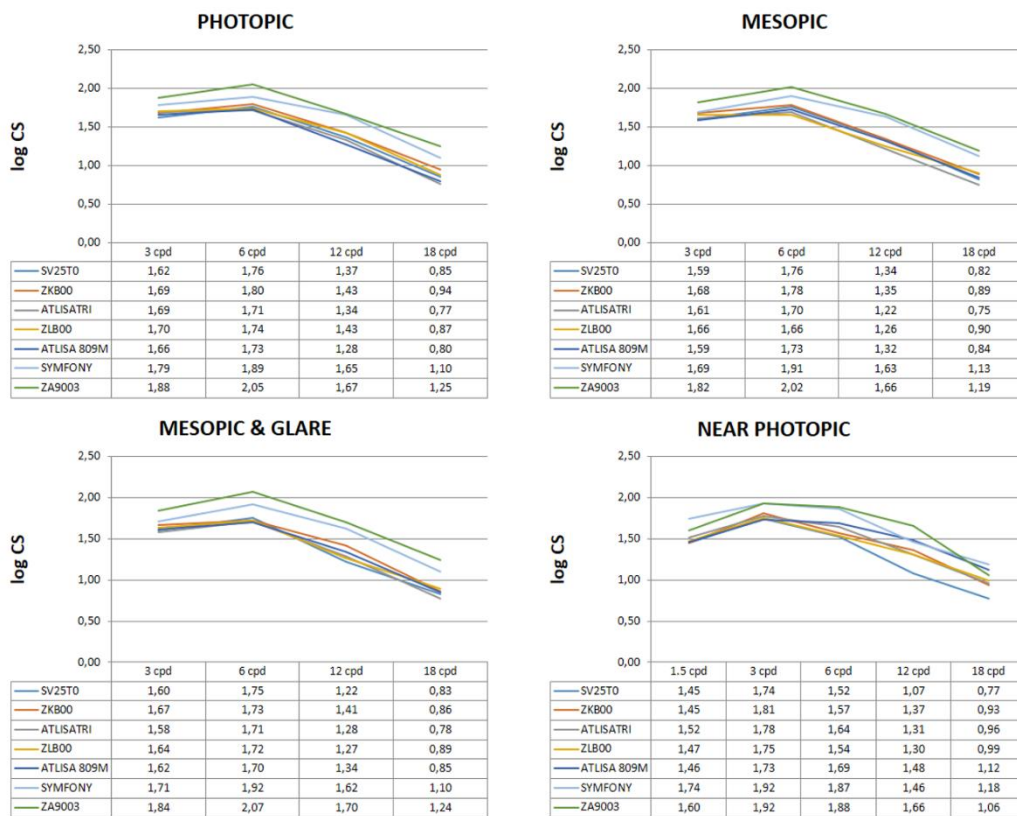 PHOTOPIC
log CS
2,50
2,00
1,50
1,00
0,50
0,00
3 cpd 6 cpd 12 cpd 18 cpd
SV25T0 1,62 1,76 1,37 0,85
ZKB00 1,69 1,80 1,43 0,94
ATLISATRI 1,69 1,71 1,34 0,77
ZLB00 1,70 1,74 1,43 0,87
ATLISA 809M 1,66 1,73 1,28 0,80
SYMFONY 1,79 1,89 1,65 1,10
ZA9003 1,88 2,05 1,67 1,25
MESOPIC
log CS
2,50
2,00
1,50
1,00
0,50
0,00
3 cpd 6 cpd 12 cpd 18 cpd
SV25T0 1,59 1,76 1,34 0,82
ZKB00 1,68 1,78 1,35 0,89
ATLISATRI 1,61 1,70 1,22 0,75
ZLB00 1,66 1,66 1,26 0,90
ATLISA 809M 1,59 1,73 1,32 0,84
SYMFONY 1,69 1,91 1,63 1,13
ZA9003 1,82 2,02 1,66 1,19
MESOPIC & GLARE
log CS
2,50
2,00
1,50
1,00
0,50
0,00
3 cpd 6 cpd 12 cpd 18 cpd
SV25T0 1,60 1,75 1,22 0,83
ZKB00 1,67 1,73 1,41 0,86
ATLISATRI 1,58 1,71 1,28 0,78
ZLB00 1,64 1,72 1,27 0,89
ATLISA 809M 1,62 1,70 1,34 0,85
SYMFONY 1,71 1,92 1,62 1,10
ZA9003 1,84 2,07 1,70 1,24
NEAR PHOTOPIC
log CS
2,50
2,00
1,50
1,00
0,50
0,00
1.5 cpd 3 cpd 6 cpd 12 cpd 18 cpd
SV25T0 1,45 1,74 1,52 1,07 0,77
ZKB00 1,45 1,81 1,57 1,37 0,93
ATLISATRI 1,52 1,78 1,64 1,31 0,96
ZLB00 1,47 1,75 1,54 1,30 0,99
ATLISA 809M 1,46 1,73 1,69 1,48 1,12
SYMFONY 1,74 1,92 1,87 1,46 1,18
ZA9003 1,60 1,92 1,88 1,66 1,06